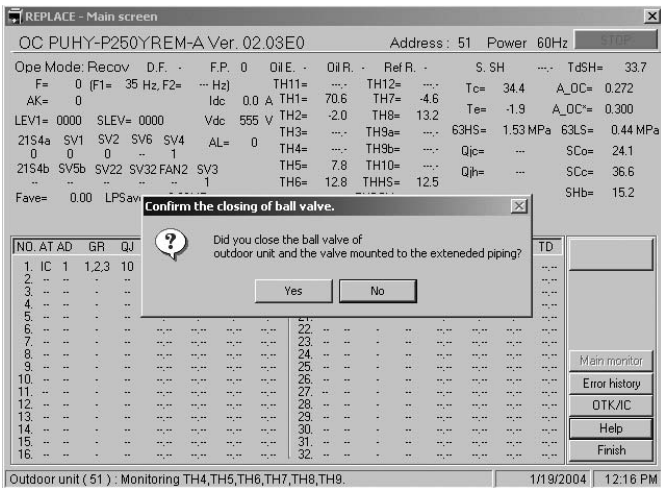 REPLACE - Main screen
OC PUHY-P250YREM-A Ver. 02.03E0 Address : 51 Power 60Hz STOP
Ope Mode: Recov D.F. - F.P. 0 Oil E. - Oil R. - Ref R. - S. SH --.- TdSH= 33.7
F= 0 (F1= 35 Hz, F2= --- Hz) TH11= ---.- TH12= ---.- Tc= 34.4 A_OC= 0.272
AK= 0 Idc 0.0 A TH1= 70.6 TH7= -4.6 Te= -1.9 A_OC*= 0.300
LEV1= 0000 SLEV= 0000 Vdc 555 V TH2= -2.0 TH8= 13.2 63HS= 1.53 MPa 63LS= 0.44 MPa
21S4a SV1 SV2 SV6 SV4 AL= 0 TH3= ---.- TH9a= ---.-
0 0 0 -- 1 TH4= ---.- TH9b= ---.- Qjc= --- SCo= 24.1
21S4b SV5b SV22 SV32 FAN2 SV3 TH5= 7.8 TH10= ---.- Qjh= --- SCc= 36.6
-- -- -- -- -- 1 TH6= 12.8 THHS= 12.5 SHb= 15.2
Fave= 0.00
Confirm the closing of ball valve.
Did you close the ball valve of
outdoor unit and the valve mounted to the exteneded piping?
Yes No
NO. AT AD GR QJ TD
1. IC 1 1,2,3 10 --.--
2. -- -- - -- --.--
3. -- -- - -- --.--
4. -- -- - -- --.--
5. -- -- - -- --.--
6. -- -- - -- --.-- --.-- --.-- --.-- 22. -- -- - -- --.-- --.-- --.-- --.--
7. -- -- - -- --.-- --.-- --.-- --.-- 23. -- -- - -- --.-- --.-- --.-- --.--
8. -- -- - -- --.-- --.-- --.-- --.-- 24. -- -- - -- --.-- --.-- --.-- --.--
9. -- -- - -- --.-- --.-- --.-- --.-- 25. -- -- - -- --.-- --.-- --.-- --.--
10. -- -- - -- --.-- --.-- --.-- --.-- 26. -- -- - -- --.-- --.-- --.-- --.--
11. -- -- - -- --.-- --.-- --.-- --.-- 27. -- -- - -- --.-- --.-- --.-- --.--
12. -- -- - -- --.-- --.-- --.-- --.-- 28. -- -- - -- --.-- --.-- --.-- --.--
13. -- -- - -- --.-- --.-- --.-- --.-- 29. -- -- - -- --.-- --.-- --.-- --.--
14. -- -- - -- --.-- --.-- --.-- --.-- 30. -- -- - -- --.-- --.-- --.-- --.--
15. -- -- - -- --.-- --.-- --.-- --.-- 31. -- -- - -- --.-- --.-- --.-- --.--
16. -- -- - -- --.-- --.-- --.-- --.-- 32. -- -- - -- --.-- --.-- --.-- --.--
Main monitor
Error history
OTK/IC
Help
Finish
Outdoor unit ( 51 ) : Monitoring TH4,TH5,TH6,TH7,TH8,TH9. 1/19/2004 12:16 PM